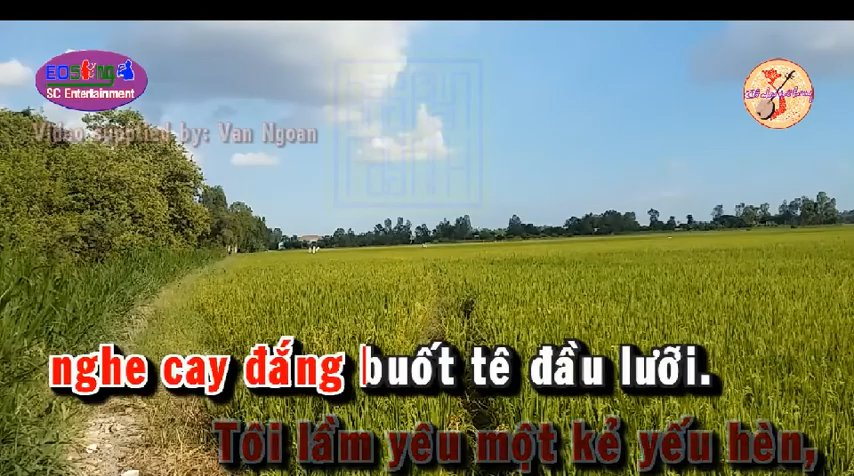 EOSING
SC Entertainment
Video Supplied by: Van Ngoan
nghe cay đắng buốt tê đầu lưỡi.
Tôi lầm yêu một kẻ yếu hèn,